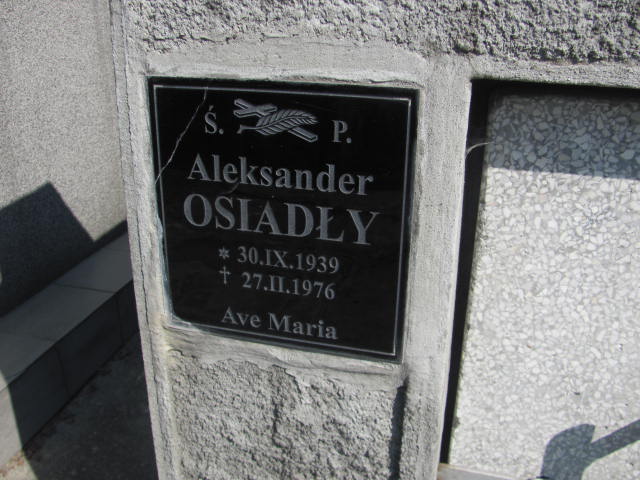 Ś. P.
Aleksander
OSIADŁY
* 30.IX.1939
† 27.II.1976
Ave Maria